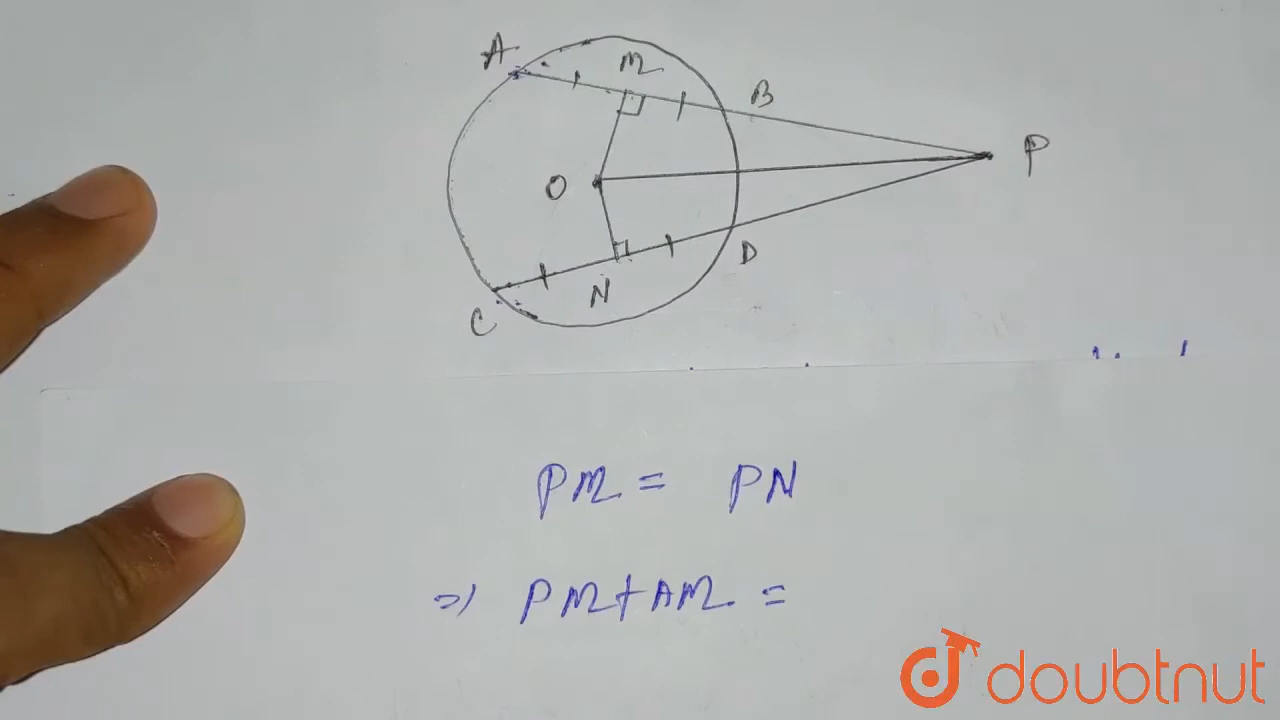 A
M
B
P
O
D
N
C
PM = PN
=> PM + AM =
doubtnut